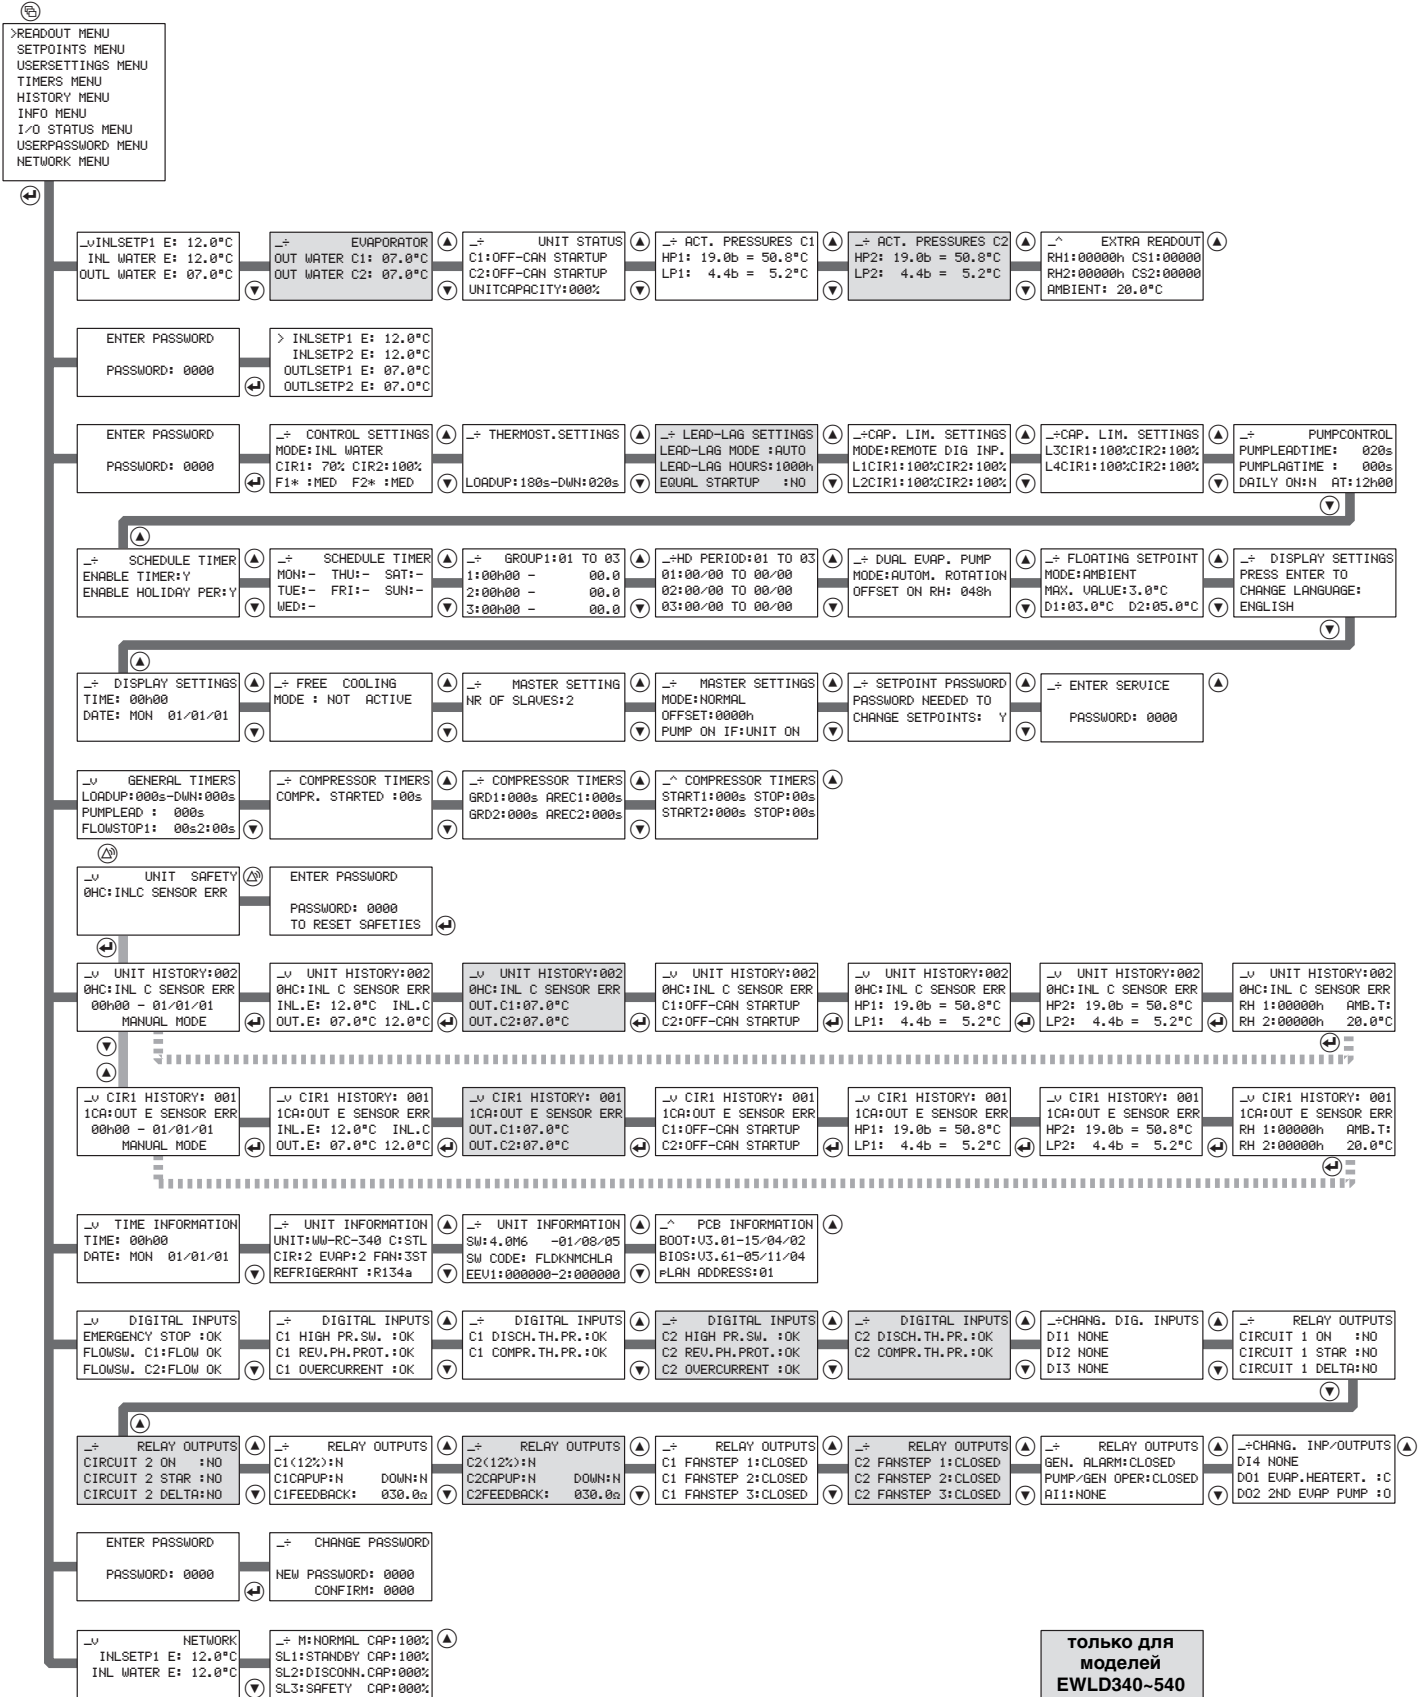 >READOUT MENU
SETPOINTS MENU
USERSETTINGS MENU
TIMERS MENU
HISTORY MENU
INFO MENU
I/O STATUS MENU
USERPASSWORD MENU
NETWORK MENU
_vINLSETP1 E: 12.0°C
INL WATER E: 12.0°C
OUTL WATER E: 07.0°C
_÷ EVAPORATOR
OUT WATER C1: 07.0°C
OUT WATER C2: 07.0°C
_÷ UNIT STATUS
C1:OFF-CAN STARTUP
C2:OFF-CAN STARTUP
UNITCAPACITY:000%
_÷ ACT. PRESSURES C1
HP1: 19.0b = 50.8°C
LP1: 4.4b = 5.2°C
_÷ ACT. PRESSURES C2
HP2: 19.0b = 50.8°C
LP2: 4.4b = 5.2°C
_^ EXTRA READOUT
RH1:00000h CS1:00000
RH2:00000h CS2:00000
AMBIENT: 20.0°C
ENTER PASSWORD
PASSWORD: 0000
> INLSETP1 E: 12.0°C
INLSETP2 E: 12.0°C
OUTLSETP1 E: 07.0°C
OUTLSETP2 E: 07.0°C
ENTER PASSWORD
PASSWORD: 0000
_÷ CONTROL SETTINGS
MODE:INL WATER
CIR1: 70% CIR2:100%
F1* :MED F2* :MED
_÷ THERMOST.SETTINGS
LOADUP:180s-DWN:020s
_÷ LEAD-LAG SETTINGS
LEAD-LAG MODE :AUTO
LEAD-LAG HOURS:1000h
EQUAL STARTUP :NO
_÷CAP. LIM. SETTINGS
MODE:REMOTE DIG INP.
L1CIR1:100%CIR2:100%
L2CIR1:100%CIR2:100%
_÷CAP. LIM. SETTINGS
L3CIR1:100%CIR2:100%
L4CIR1:100%CIR2:100%
_÷ PUMPCONTROL
PUMPLEADTIME: 020s
PUMPLAGTIME : 000s
DAILY ON:N AT:12h00
_÷ SCHEDULE TIMER
ENABLE TIMER:Y
ENABLE HOLIDAY PER:Y
_÷ SCHEDULE TIMER
MON:- THU:- SAT:-
TUE:- FRI:- SUN:-
WED:-
_÷ GROUP1:01 TO 03
1:00h00 - 00.0
2:00h00 - 00.0
3:00h00 - 00.0
_÷HD PERIOD:01 TO 03
01:00/00 TO 00/00
02:00/00 TO 00/00
03:00/00 TO 00/00
_÷ DUAL EVAP. PUMP
MODE:AUTOM. ROTATION
OFFSET ON RH: 048h
_÷ FLOATING SETPOINT
MODE:AMBIENT
MAX. VALUE:3.0°C
D1:03.0°C D2:05.0°C
_÷ DISPLAY SETTINGS
PRESS ENTER TO
CHANGE LANGUAGE:
ENGLISH
_÷ DISPLAY SETTINGS
TIME: 00h00
DATE: MON 01/01/01
_÷ FREE COOLING
MODE : NOT ACTIVE
_÷ MASTER SETTING
NR OF SLAVES:2
_÷ MASTER SETTINGS
MODE:NORMAL
OFFSET:0000h
PUMP ON IF:UNIT ON
_÷ SETPOINT PASSWORD
PASSWORD NEEDED TO
CHANGE SETPOINTS: Y
_÷ ENTER SERVICE
PASSWORD: 0000
_v GENERAL TIMERS
LOADUP:000s-DWN:000s
PUMPLEAD : 000s
FLOWSTOP1: 00s2:00s
_÷ COMPRESSOR TIMERS
COMPR. STARTED :00s
_÷ COMPRESSOR TIMERS
GRD1:000s AREC1:000s
GRD2:000s AREC2:000s
_^ COMPRESSOR TIMERS
START1:000s STOP:00s
START2:000s STOP:00s
_v UNIT SAFETY
0HC:INLC SENSOR ERR
ENTER PASSWORD
PASSWORD: 0000
TO RESET SAFETIES
_v UNIT HISTORY:002
0HC:INL C SENSOR ERR
00h00 - 01/01/01
MANUAL MODE
_v UNIT HISTORY:002
0HC:INL C SENSOR ERR
INL.E: 12.0°C INL.C
OUT.E: 07.0°C 12.0°C
_v UNIT HISTORY:002
0HC:INL C SENSOR ERR
OUT.C1:07.0°C
OUT.C2:07.0°C
_v UNIT HISTORY:002
0HC:INL C SENSOR ERR
C1:OFF-CAN STARTUP
C2:OFF-CAN STARTUP
_v UNIT HISTORY:002
0HC:INL C SENSOR ERR
HP1: 19.0b = 50.8°C
LP1: 4.4b = 5.2°C
_v UNIT HISTORY:002
0HC:INL C SENSOR ERR
HP2: 19.0b = 50.8°C
LP2: 4.4b = 5.2°C
_v UNIT HISTORY:002
0HC:INL C SENSOR ERR
RH 1:00000h AMB.T:
RH 2:00000h 20.0°C
_v CIR1 HISTORY: 001
1CA:OUT E SENSOR ERR
00h00 - 01/01/01
MANUAL MODE
_v CIR1 HISTORY: 001
1CA:OUT E SENSOR ERR
INL.E: 12.0°C INL.C
OUT.E: 07.0°C 12.0°C
_v CIR1 HISTORY: 001
1CA:OUT E SENSOR ERR
OUT.C1:07.0°C
OUT.C2:07.0°C
_v CIR1 HISTORY: 001
1CA:OUT E SENSOR ERR
C1:OFF-CAN STARTUP
C2:OFF-CAN STARTUP
_v CIR1 HISTORY: 001
1CA:OUT E SENSOR ERR
HP1: 19.0b = 50.8°C
LP1: 4.4b = 5.2°C
_v CIR1 HISTORY: 001
1CA:OUT E SENSOR ERR
HP2: 19.0b = 50.8°C
LP2: 4.4b = 5.2°C
_v CIR1 HISTORY: 001
1CA:OUT E SENSOR ERR
RH 1:00000h AMB.T:
RH 2:00000h 20.0°C
_v TIME INFORMATION
TIME: 00h00
DATE: MON 01/01/01
_÷ UNIT INFORMATION
UNIT:WW-RC-340 C:STL
CIR:2 EVAP:2 FAN:3ST
REFRIGERANT :R134a
_÷ UNIT INFORMATION
SW:4.0M6 -01/08/05
SW CODE: FLDKNMCHLA
EEV1:000000-2:000000
_^ PCB INFORMATION
BOOT:V3.01-15/04/02
BIOS:V3.61-05/11/04
pLAN ADDRESS:01
_v DIGITAL INPUTS
EMERGENCY STOP :OK
FLOWSW. C1:FLOW OK
FLOWSW. C2:FLOW OK
_÷ DIGITAL INPUTS
C1 HIGH PR.SW. :OK
C1 REV.PH.PROT.:OK
C1 OVERCURRENT :OK
_÷ DIGITAL INPUTS
C1 DISCH.TH.PR.:OK
C1 COMPR.TH.PR.:OK
_÷ DIGITAL INPUTS
C2 HIGH PR.SW. :OK
C2 REV.PH.PROT.:OK
C2 OVERCURRENT :OK
_÷ DIGITAL INPUTS
C2 DISCH.TH.PR.:OK
C2 COMPR.TH.PR.:OK
_÷CHANG. DIG. INPUTS
DI1 NONE
DI2 NONE
DI3 NONE
_÷ RELAY OUTPUTS
CIRCUIT 1 ON :NO
CIRCUIT 1 STAR :NO
CIRCUIT 1 DELTA:NO
_÷ RELAY OUTPUTS
CIRCUIT 2 ON :NO
CIRCUIT 2 STAR :NO
CIRCUIT 2 DELTA:NO
_÷ RELAY OUTPUTS
C1(12%):N
C1CAPUP:N DOWN:N
C1FEEDBACK: 030.0Ω
_÷ RELAY OUTPUTS
C2(12%):N
C2CAPUP:N DOWN:N
C2FEEDBACK: 030.0Ω
_÷ RELAY OUTPUTS
C1 FANSTEP 1:CLOSED
C1 FANSTEP 2:CLOSED
C1 FANSTEP 3:CLOSED
_÷ RELAY OUTPUTS
C2 FANSTEP 1:CLOSED
C2 FANSTEP 2:CLOSED
C2 FANSTEP 3:CLOSED
_÷ RELAY OUTPUTS
GEN. ALARM:CLOSED
PUMP/GEN OPER:CLOSED
AI1:NONE
_÷CHANG. INP/OUTPUTS
DI4 NONE
DO1 EVAP.HEATERT. :C
DO2 2ND EVAP PUMP :O
ENTER PASSWORD
PASSWORD: 0000
_÷ CHANGE PASSWORD
NEW PASSWORD: 0000
CONFIRM: 0000
_v NETWORK
INLSETP1 E: 12.0°C
INL WATER E: 12.0°C
_÷ M:NORMAL CAP:100%
SL1:STANDBY CAP:100%
SL2:DISCONN.CAP:000%
SL3:SAFETY CAP:000%
только для
моделей
EWLD340~540